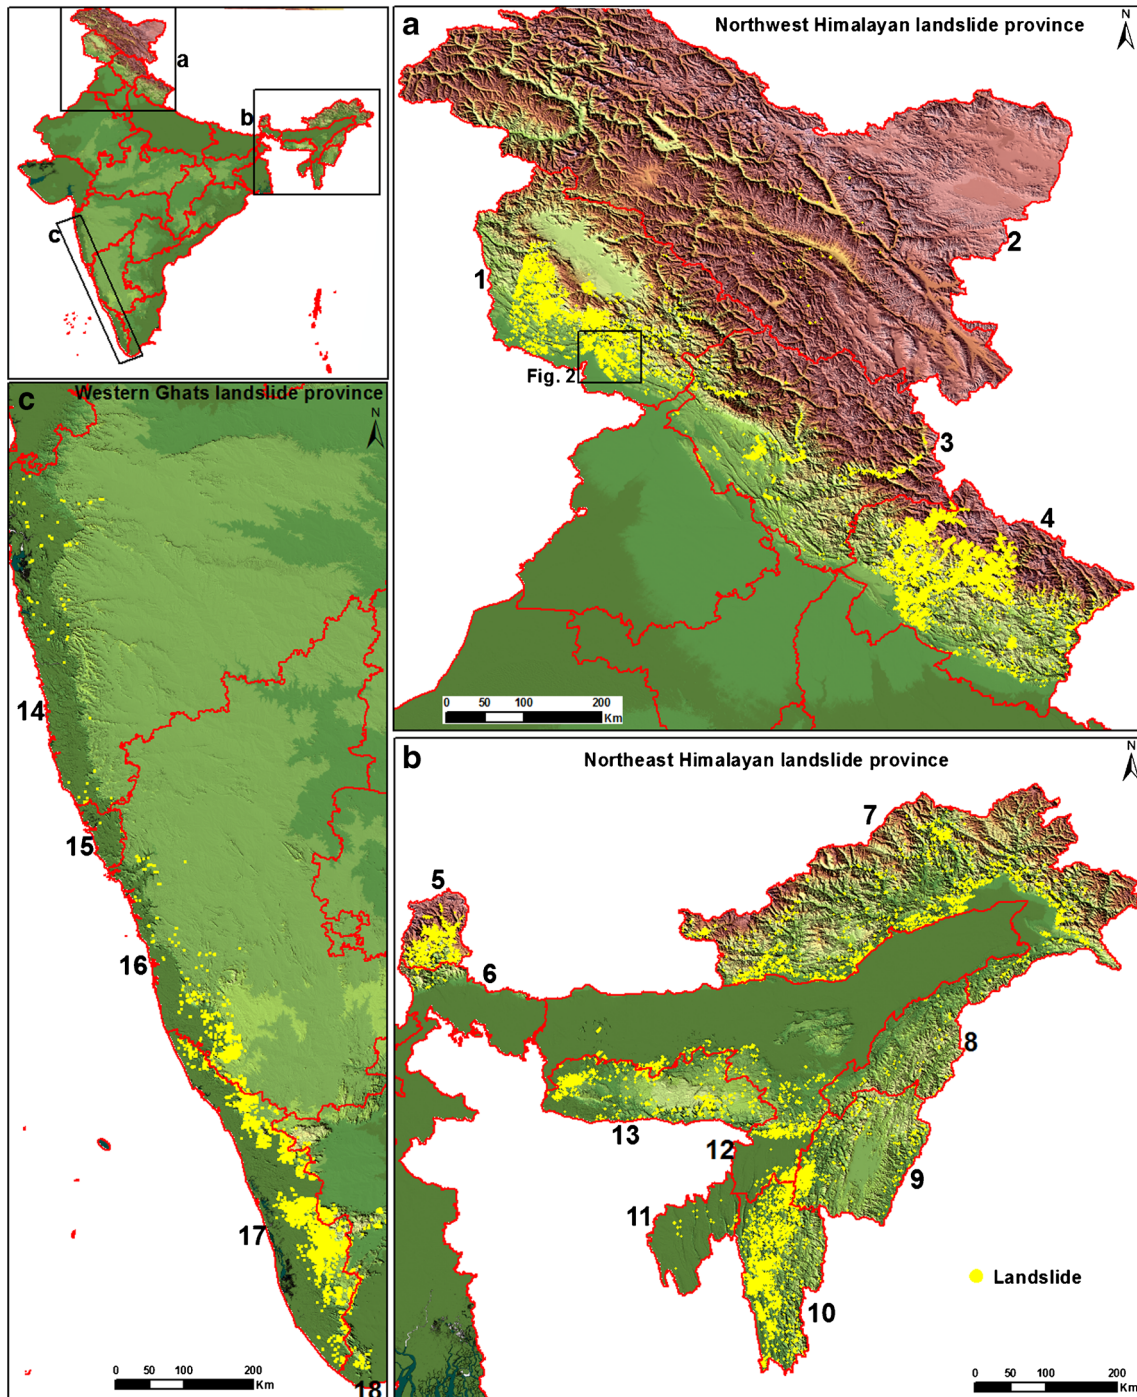 a
b
c
a
Northwest Himalayan landslide province
N
1
2
Fig. 2
3
4
0 50 100 200
Km
c
Western Ghats landslide province
N
14
15
16
17
18
0 50 100 200
Km
b
Northeast Himalayan landslide province
N
7
5
6
8
13
12
9
11
10
Landslide
0 50 100 200
Km